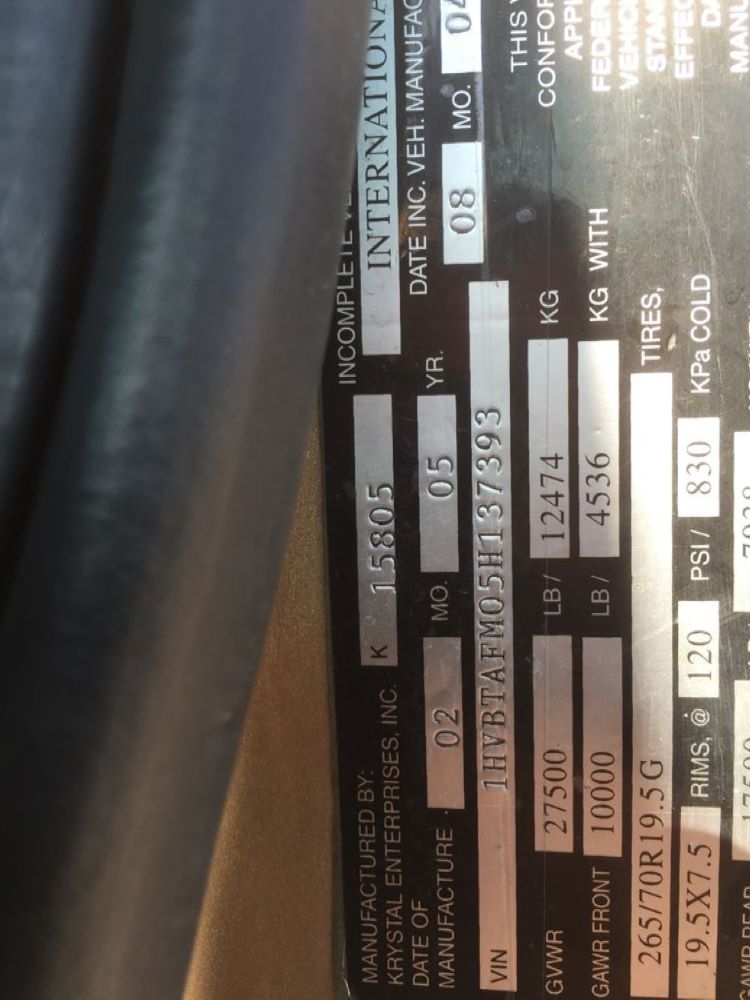 MANUFACTURED BY: INCOMPLETE
KRYSTAL ENTERPRISES, INC. K 15805 INTERNATIONA
DATE OF DATE INC. VEH. MANUFAC
MANUFACTURE 02 MO. 05 YR. 08 MO. 04
VIN 1HVBTAFM05H137393
GVWR 27500 LB / 12474 KG
GAWR FRONT 10000 LB / 4536 KG WITH
265/70R19.5G TIRES,
19.5X7.5 RIMS, @ 120 PSI / 830 KPa COLD
THIS
CONFOR
APPL
FEDER
VEHIC
STAN
EFFEC
DA
MANU